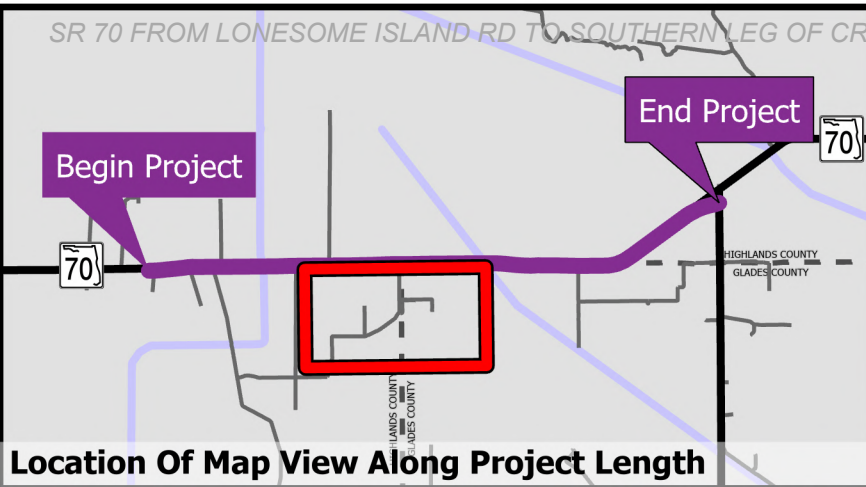 SR 70 FROM LONESOME ISLAND RD TO SOUTHERN LEG OF CR
End Project
70
Begin Project
70
HIGHLANDS COUNTY
GLADES COUNTY
HIGHLANDS COUNTY
GLADES COUNTY
Location Of Map View Along Project Length